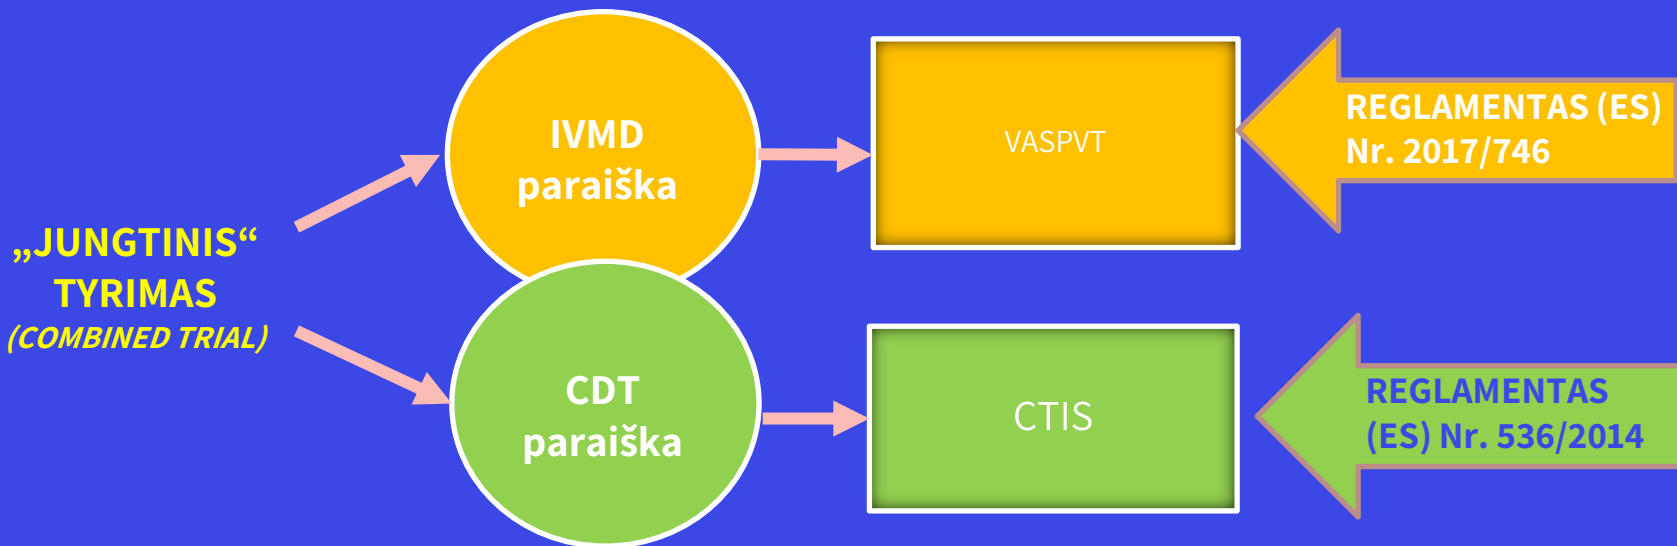 „JUNGTINIS“
TYRIMAS
(COMBINED TRIAL)
IVMD
paraiška
VASPVT
REGLAMENTAS (ES)
Nr. 2017/746
CDT
paraiška
CTIS
REGLAMENTAS
(ES) Nr. 536/2014